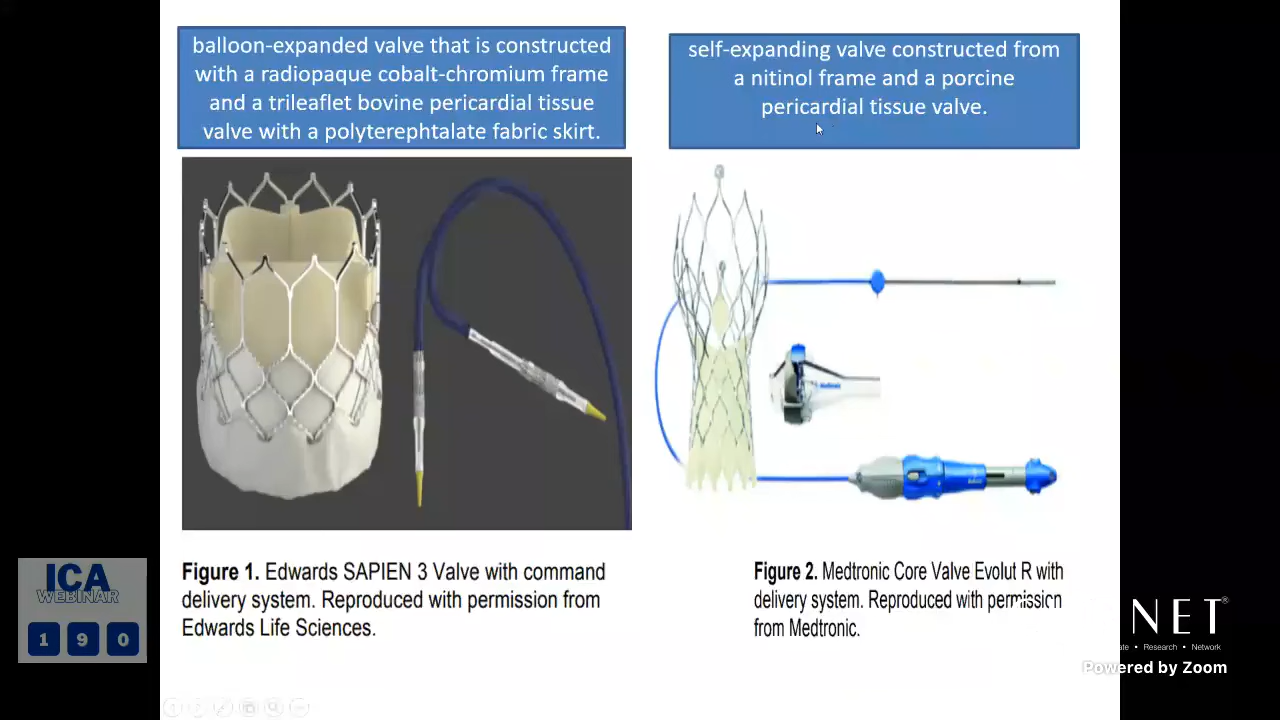 balloon-expanded valve that is constructed
with a radiopaque cobalt-chromium frame
and a trileaflet bovine pericardial tissue
valve with a polyterephtalate fabric skirt.
self-expanding valve constructed from
a nitinol frame and a porcine
pericardial tissue valve.
Figure 1. Edwards SAPIEN 3 Valve with command
delivery system. Reproduced with permission from
Edwards Life Sciences.
Figure 2. Medtronic Core Valve Evolut R with
delivery system. Reproduced with permission
from Medtronic.
ICA
WEBINAR
1 9 0
NET
• Research • Network
Powered by Zoom